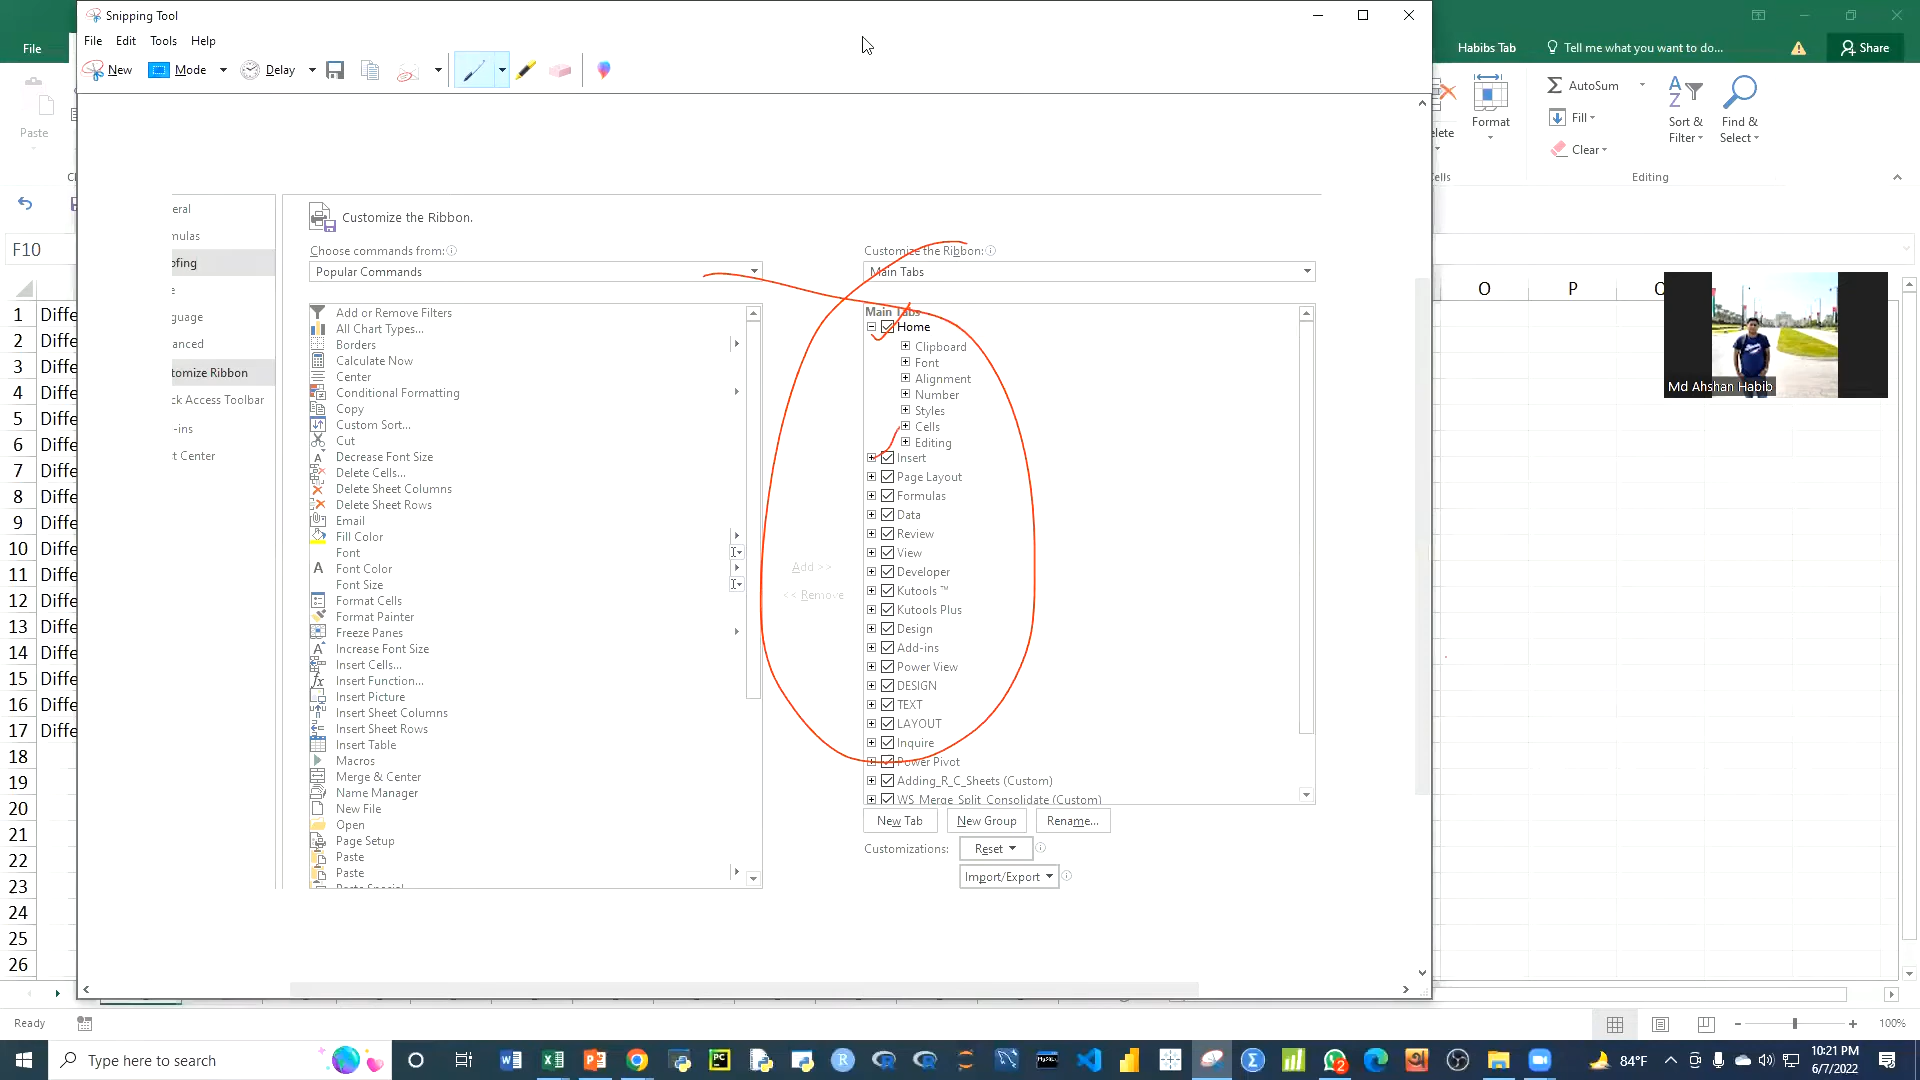 Snipping Tool
File Edit Tools Help
New Mode Delay
File
Habibs Tab Tell me what you want to do... Share
Paste
Format
AutoSum
Fill
Clear
Sort &
Filter
Find &
Select
Editing
F10
Customize the Ribbon.
Choose commands from:
Popular Commands
Add or Remove Filters
All Chart Types...
Borders
Calculate Now
Center
Conditional Formatting
Copy
Custom Sort...
Cut
Decrease Font Size
Delete Cells...
Delete Sheet Columns
Delete Sheet Rows
Email
Fill Color
Font
Font Color
Font Size
Format Cells
Format Painter
Freeze Panes
Increase Font Size
Insert Cells...
Insert Function...
Insert Picture
Insert Sheet Columns
Insert Sheet Rows
Insert Table
Macros
Merge & Center
Name Manager
New File
Open
Page Setup
Paste
Paste
Add >>
<< Remove
Customize the Ribbon:
Main Tabs
Main Tabs
Home
Clipboard
Font
Alignment
Number
Styles
Cells
Editing
Insert
Page Layout
Formulas
Data
Review
View
Developer
Kutools ™
Kutools Plus
Design
Add-ins
Power View
DESIGN
TEXT
LAYOUT
Inquire
Power Pivot
Adding_R_C_Sheets (Custom)
WS_Merge_Split_Consolidate (Custom)
New Tab New Group Rename...
Customizations: Reset
Import/Export
eral
mulas
ofing
guage
anced
tomize Ribbon
ck Access Toolbar
-ins
t Center
O P
1 Diffe
2 Diffe
3 Diffe
4 Diffe
5 Diffe
6 Diffe
7 Diffe
8 Diffe
9 Diffe
10 Diffe
11 Diffe
12 Diffe
13 Diffe
14 Diffe
15 Diffe
16 Diffe
17 Diffe
18
19
20
21
22
23
24
25
26
Md Ahshan Habib
Ready
100%
Type here to search
84°F
10:21 PM
6/7/2022